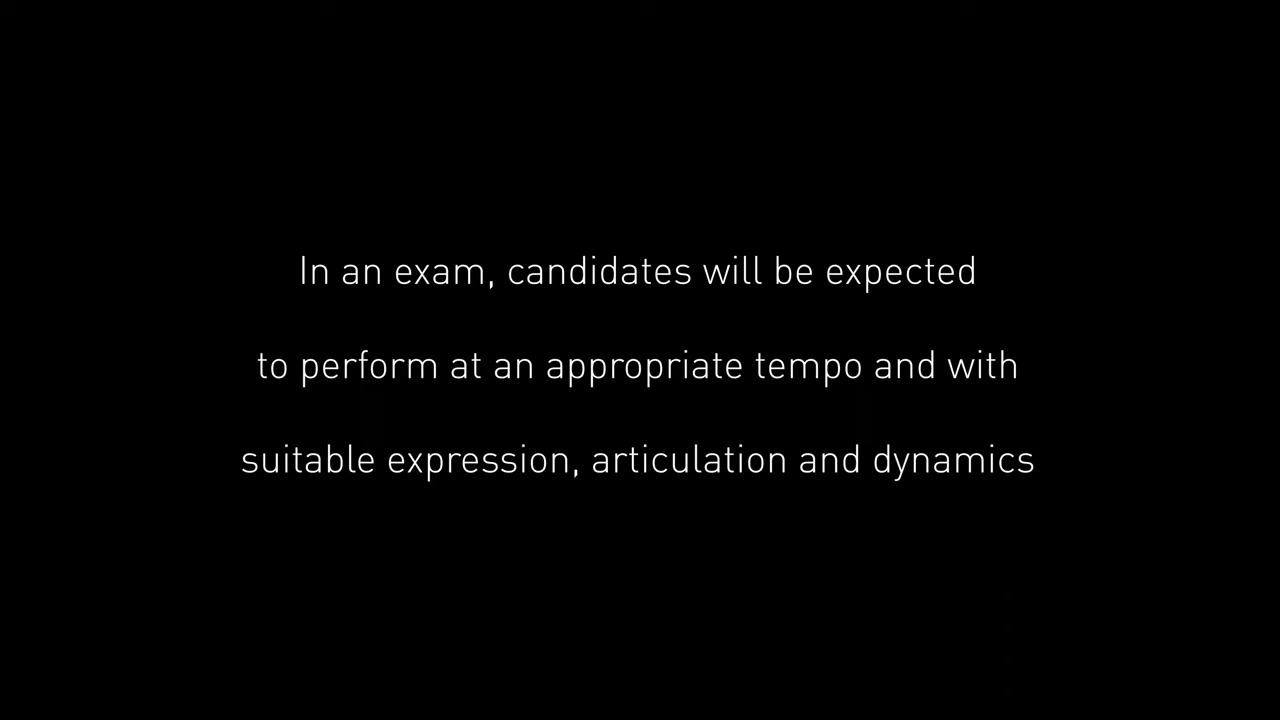 In an exam, candidates will be expected
to perform at an appropriate tempo and with
suitable expression, articulation and dynamics